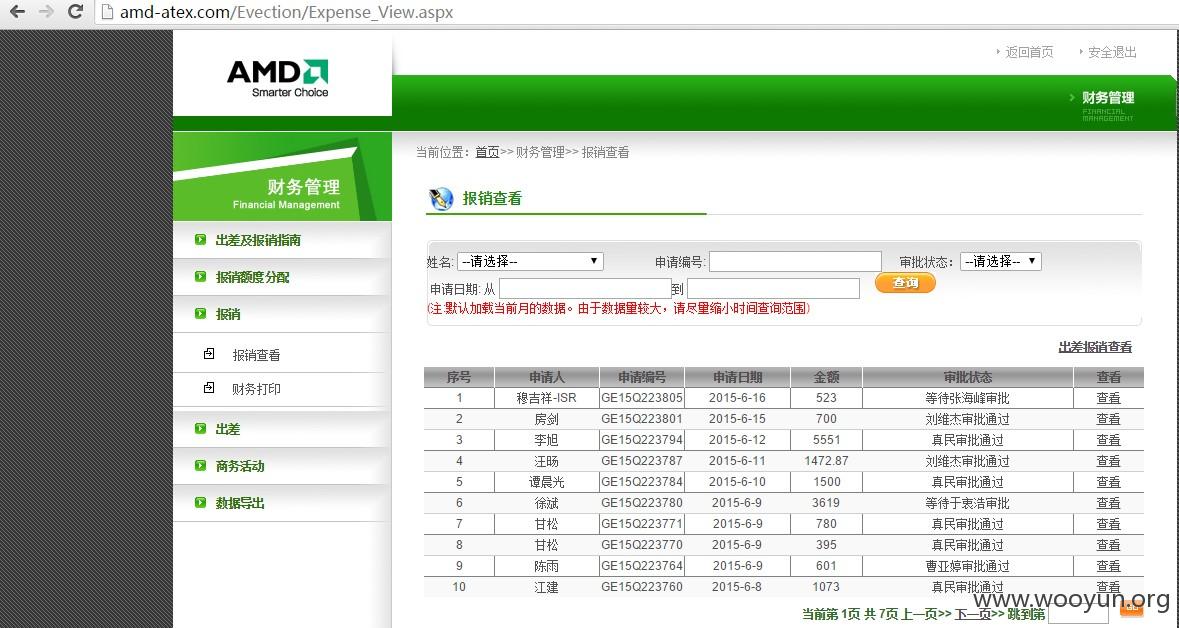 amd-atex.com/Evection/Expense_View.aspx
AMD
Smarter Choice
返回首页 安全退出
财务管理
FINANCIAL
MANAGEMENT
财务管理
Financial Management
出差及报销指南
报销额度分配
报销
报销查看
财务打印
出差
商务活动
数据导出
当前位置: 首页>> 财务管理>> 报销查看
报销查看
姓名: --请选择-- 申请编号: 审批状态: --请选择--
申请日期: 从 到 查询
(注:默认加载当前月的数据。由于数据量较大，请尽量缩小时间查询范围)
出差报销查看
序号 申请人 申请编号 申请日期 金额 审批状态 查看
1 穆吉祥-ISR GE15Q223805 2015-6-16 523 等待张海峰审批 查看
2 房剑 GE15Q223801 2015-6-15 700 刘维杰审批通过 查看
3 李旭 GE15Q223794 2015-6-12 5551 真民审批通过 查看
4 汪旸 GE15Q223787 2015-6-11 1472.87 刘维杰审批通过 查看
5 谭晨光 GE15Q223784 2015-6-10 1500 真民审批通过 查看
6 徐斌 GE15Q223780 2015-6-9 3619 等待于衷浩审批 查看
7 甘松 GE15Q223771 2015-6-9 780 真民审批通过 查看
8 甘松 GE15Q223770 2015-6-9 395 真民审批通过 查看
9 陈雨 GE15Q223764 2015-6-9 601 曹亚婷审批通过 查看
10 江建 GE15Q223760 2015-6-8 1073 真民审批通过 查看
当前第 1页 共 7页 上一页>> 下一页>> 跳到第
www.wooyun.org